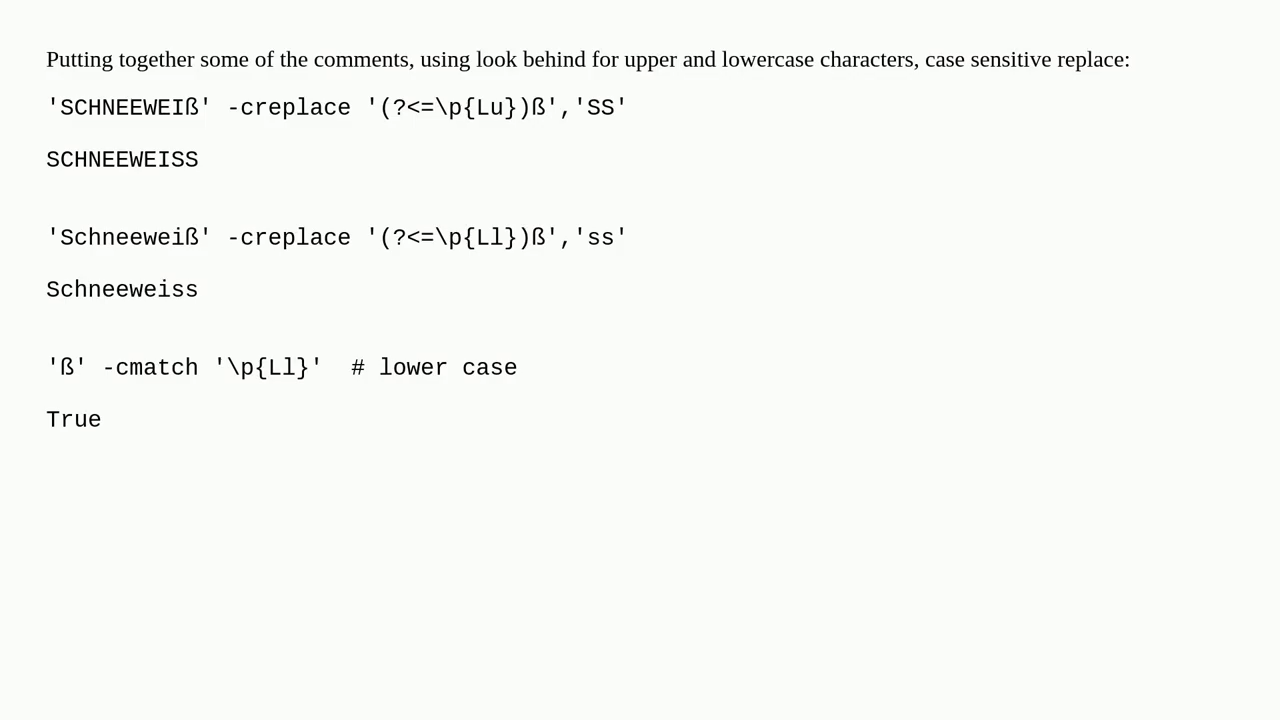 Putting together some of the comments, using look behind for upper and lowercase characters, case sensitive replace:
'SCHNEEWEIß' -creplace '(?<=\p{Lu})ß','SS'
SCHNEEWEISS
'Schneeweiß' -creplace '(?<=\p{Ll})ß','ss'
Schneeweiss
'ß' -cmatch '\p{Ll}'  # lower case
True